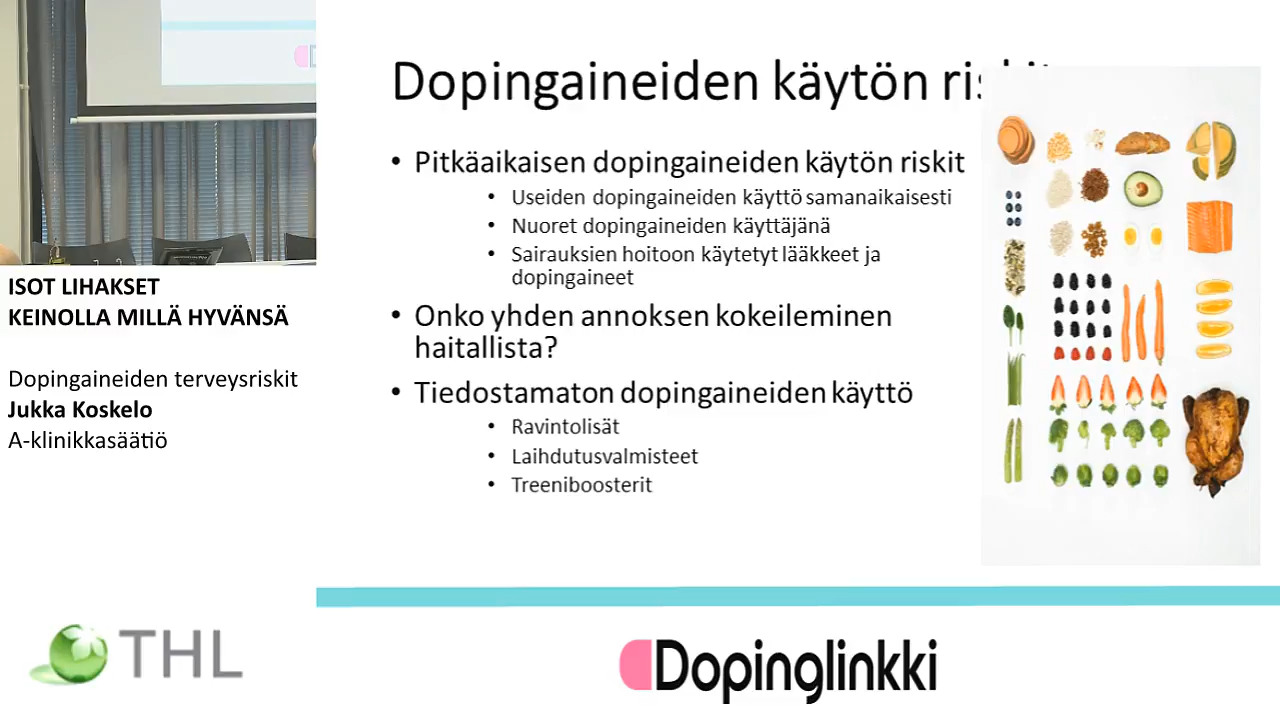 Dopingaineiden käytön riskit
• Pitkäaikaisen dopingaineiden käytön riskit
• Useiden dopingaineiden käyttö samanaikaisesti
• Nuoret dopingaineiden käyttäjänä
• Sairauksien hoitoon käytetyt lääkkeet ja
dopingaineet
• Onko yhden annoksen kokeileminen
haitallista?
• Tiedostamaton dopingaineiden käyttö
• Ravintolisät
• Laihdutusvalmisteet
• Treeniboosterit
ISOT LIHAKSET
KEINOLLA MILLÄ HYVÄNSÄ
Dopingaineiden terveysriskit
Jukka Koskelo
A-klinikkasäätiö
THL
Dopinglinkki